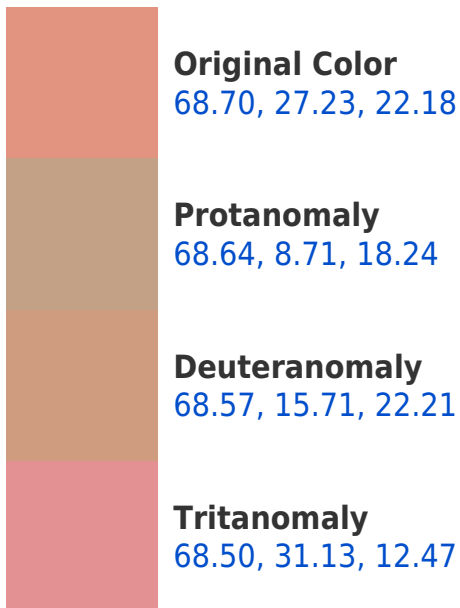 Original Color
68.70, 27.23, 22.18
Protanomaly
68.64, 8.71, 18.24
Deuteranomaly
68.57, 15.71, 22.21
Tritanomaly
68.50, 31.13, 12.47